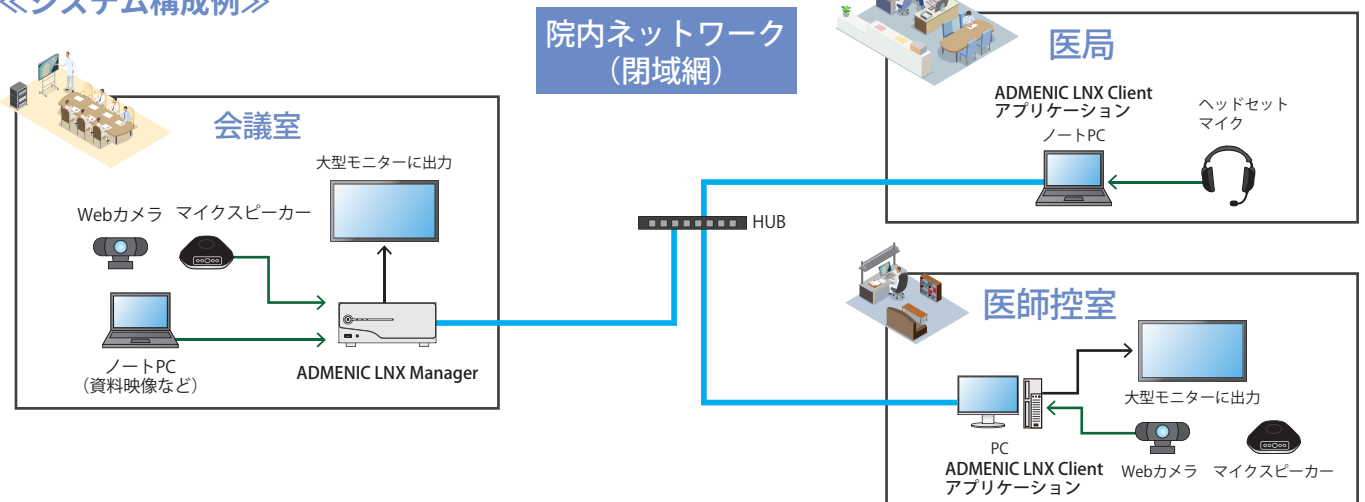 ≪システム構成例≫
院内ネットワーク
（閉域網）
会議室
大型モニターに出力
Webカメラ
マイクスピーカー
ノートPC
（資料映像など）
ADMENIC LNX Manager
HUB
医局
ADMENIC LNX Client
アプリケーション
ノートPC
ヘッドセット
マイク
医師控室
大型モニターに出力
PC
ADMENIC LNX Client
アプリケーション
Webカメラ
マイクスピーカー